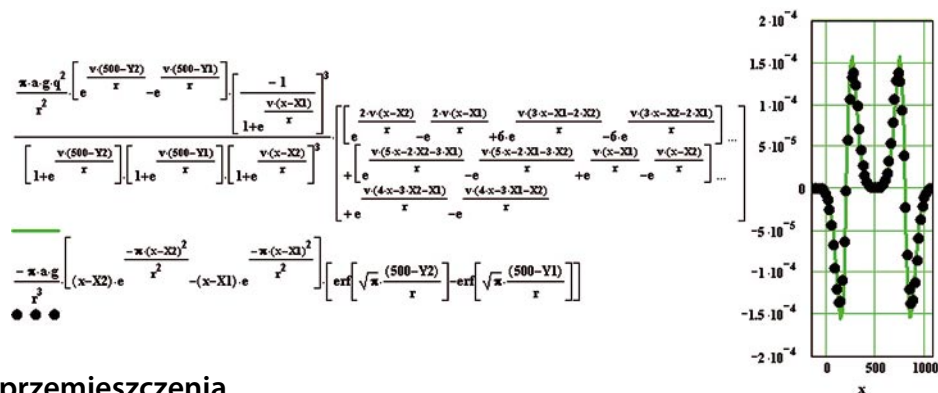 π·a·g·q²/r² · [e^(v·(500−Y2)/r) − e^(v·(500−Y1)/r)] · [−1/(1+e^(v·(x−X1)/r))]³
[1+e^(v·(500−Y2)/r)]·[1+e^(v·(500−Y1)/r)]·[1+e^(v·(x−X2)/r)]³
[e^(2·v·(x−X2)/r) − e^(2·v·(x−X1)/r) + 6·e^(v·(3·x−X1−2·X2)/r) − 6·e^(v·(3·x−X2−2·X1)/r)] ...
+ [e^(v·(5·x−2·X2−3·X1)/r) − e^(v·(5·x−2·X1−3·X2)/r) + e^(v·(x−X1)/r) − e^(v·(x−X2)/r)] ...
+ e^(v·(4·x−3·X2−X1)/r) − e^(v·(4·x−3·X1−X2)/r)
−π·a·g/r³ · [(x−X2)·e^(−π·(x−X2)²/r²) − (x−X1)·e^(−π·(x−X1)²/r²)] · [erf[√π·(500−Y2)/r] − erf[√π·(500−Y1)/r]]
przemieszczenia
2·10⁻⁴
1.5·10⁻⁴
1·10⁻⁴
5·10⁻⁵
0
−5·10⁻⁵
−1·10⁻⁴
−1.5·10⁻⁴
−2·10⁻⁴
0 500 1000
x